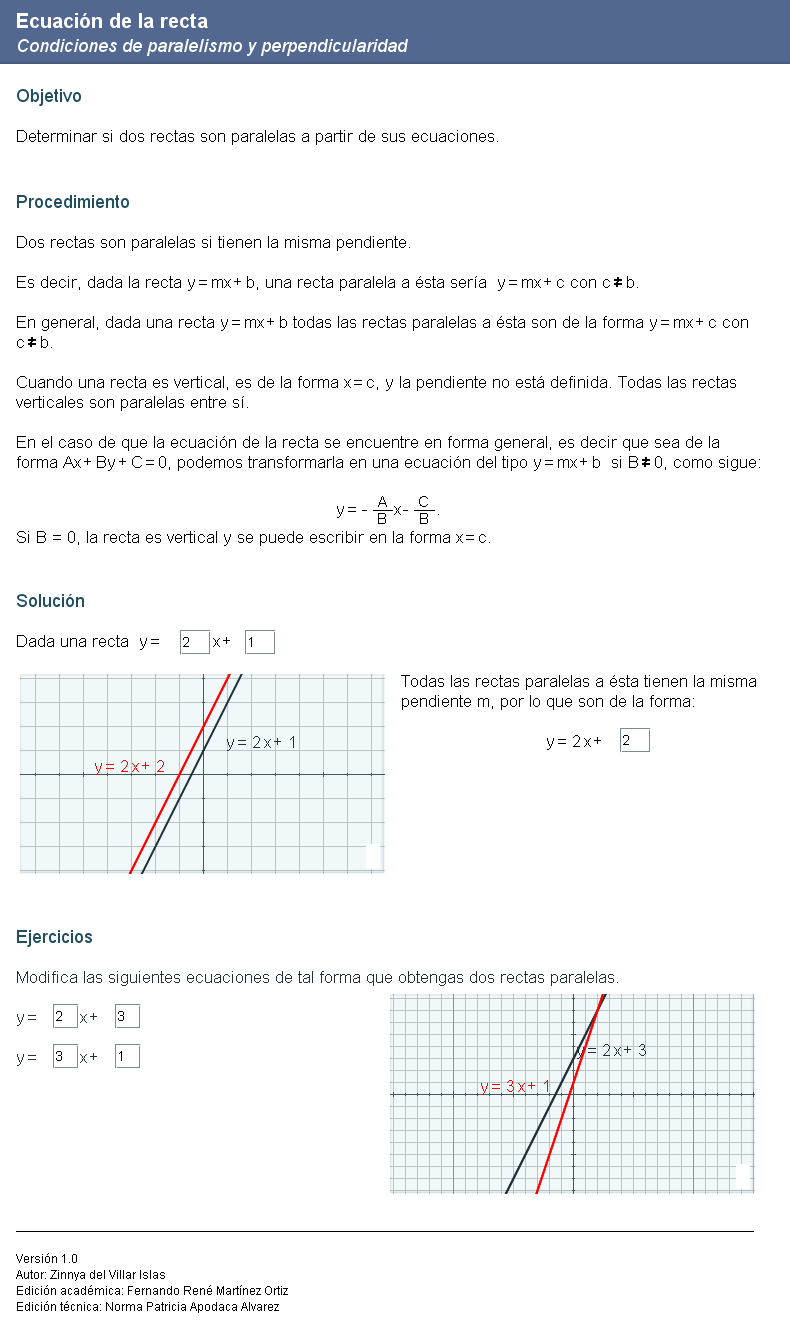 Ecuación de la recta
Condiciones de paralelismo y perpendicularidad
Objetivo
Determinar si dos rectas son paralelas a partir de sus ecuaciones.
Procedimiento
Dos rectas son paralelas si tienen la misma pendiente.
Es decir, dada la recta y=mx+b, una recta paralela a ésta sería y=mx+c con c≠b.
En general, dada una recta y=mx+b todas las rectas paralelas a ésta son de la forma y=mx+c con
c≠b.
Cuando una recta es vertical, es de la forma x=c, y la pendiente no está definida. Todas las rectas
verticales son paralelas entre sí.
En el caso de que la ecuación de la recta se encuentre en forma general, es decir que sea de la
forma Ax+By+C=0, podemos transformarla en una ecuación del tipo y=mx+b si B≠0, como sigue:
y=-A/B x-C/B.
Si B = 0, la recta es vertical y se puede escribir en la forma x=c.
Solución
Dada una recta y= 2 x+ 1
Todas las rectas paralelas a ésta tienen la misma
pendiente m, por lo que son de la forma:
y=2x+ 2
y=2x+1
y=2x+2
Ejercicios
Modifica las siguientes ecuaciones de tal forma que obtengas dos rectas paralelas.
y= 2 x+ 3
y= 3 x+ 1
y=2x+3
y=3x+1
Versión 1.0
Autor: Zinnya del Villar Islas
Edición académica: Fernando René Martínez Ortiz
Edición técnica: Norma Patricia Apodaca Alvarez